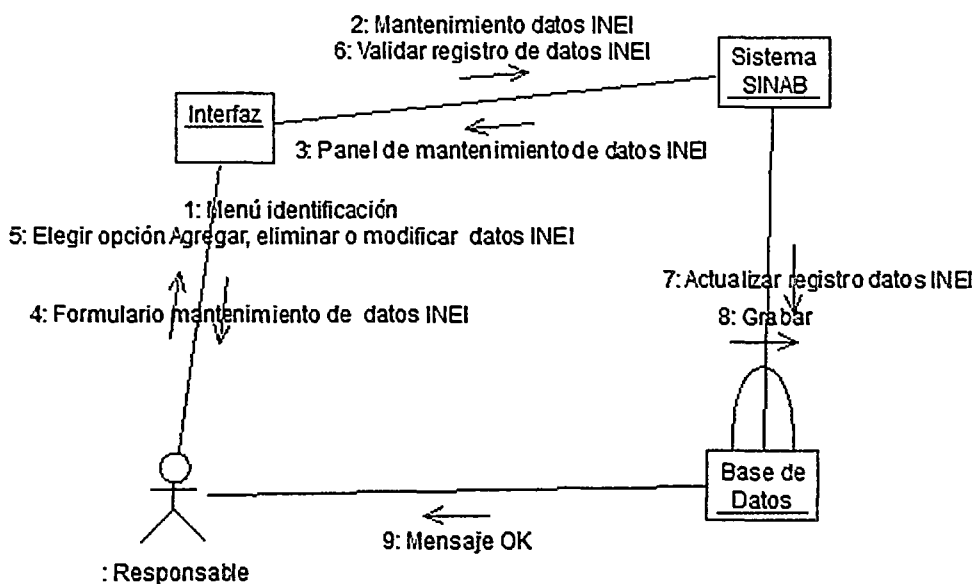 2: Mantenimiento datos INEI
6: Validar registro de datos INEI
Sistema
SINAB
Interfaz
3: Panel de mantenimiento de datos INEI
1: Menú identificación
5: Elegir opción Agregar, eliminar o modificar datos INEI
7: Actualizar registro datos INEI
4: Formulario mantenimiento de datos INEI
8: Grabar
Base de
Datos
9: Mensaje OK
: Responsable